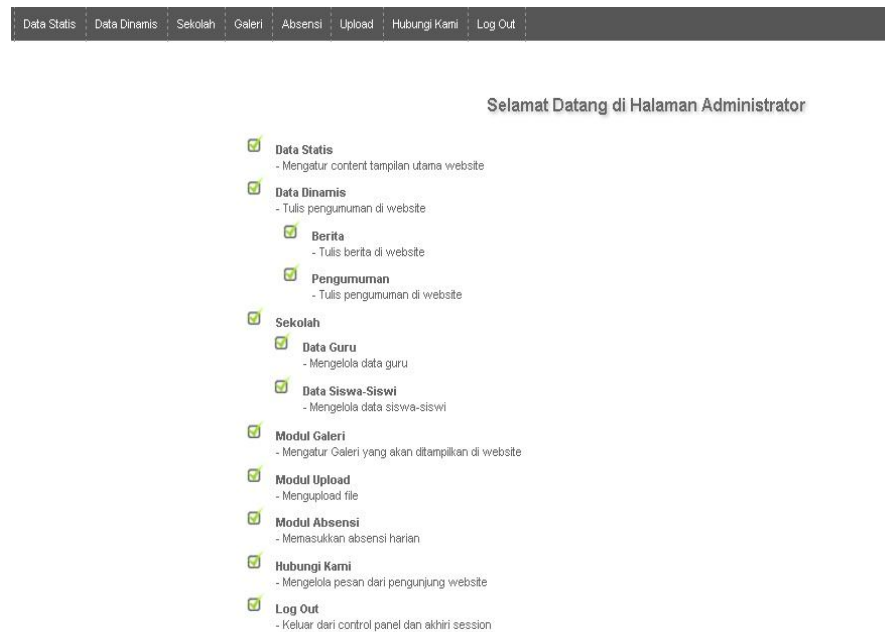 Data Statis Data Dinamis Sekolah Galeri Absensi Upload Hubungi Kami Log Out
Selamat Datang di Halaman Administrator
Data Statis
- Mengatur content tampilan utama website
Data Dinamis
- Tulis pengumuman di website
Berita
- Tulis berita di website
Pengumuman
- Tulis pengumuman di website
Sekolah
Data Guru
- Mengelola data guru
Data Siswa-Siswi
- Mengelola data siswa-siswi
Modul Galeri
- Mengatur Galeri yang akan ditampilkan di website
Modul Upload
- Mengupload file
Modul Absensi
- Memasukkan absensi harian
Hubungi Kami
- Mengelola pesan dari pengunjung website
Log Out
- Keluar dari control panel dan akhiri session